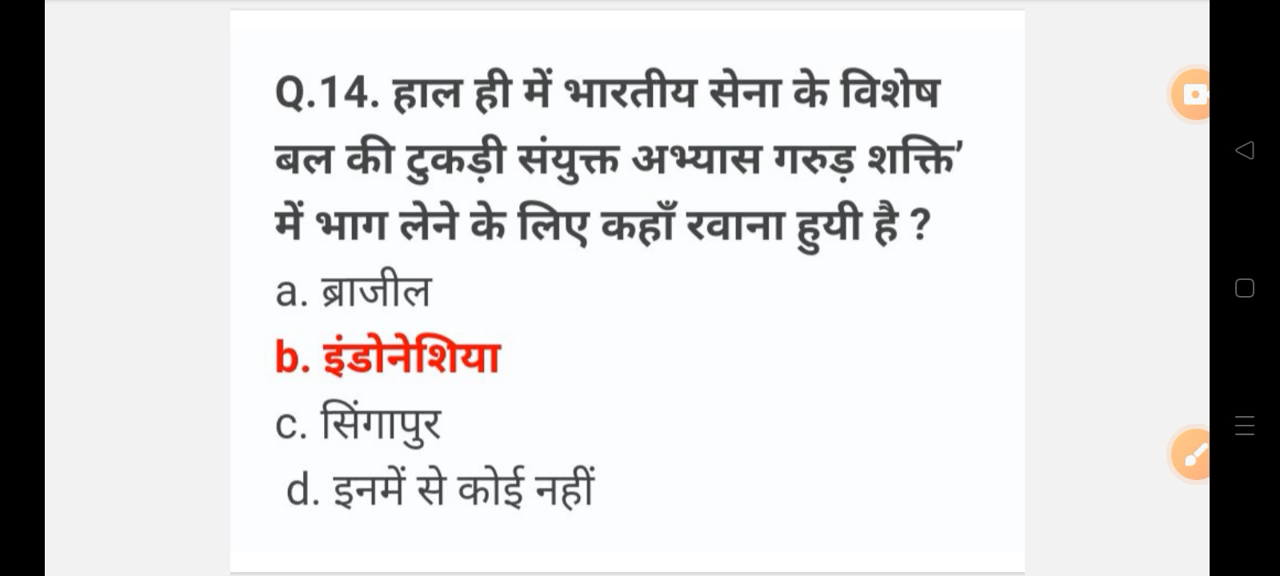 Q.14. हाल ही में भारतीय सेना के विशेष
बल की टुकड़ी संयुक्त अभ्यास गरुड़ शक्ति’
में भाग लेने के लिए कहाँ रवाना हुयी है ?
a. ब्राजील
b. इंडोनेशिया
c. सिंगापुर
d. इनमें से कोई नहीं